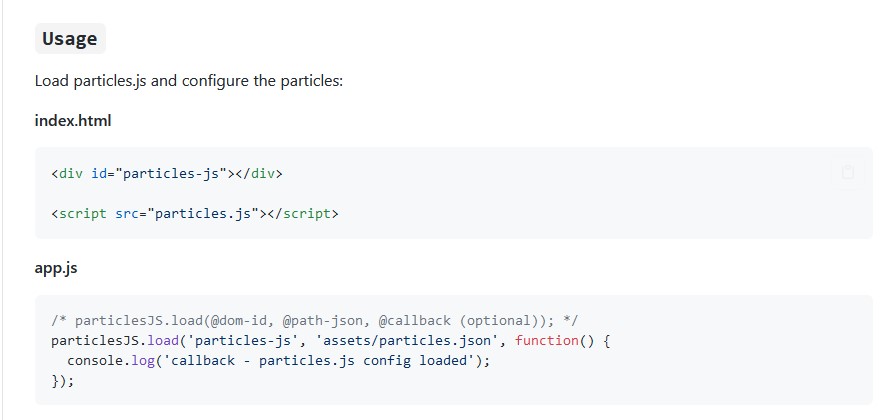 Usage
Load particles.js and configure the particles:
index.html
<div id="particles-js"></div>
<script src="particles.js"></script>
app.js
/* particlesJS.load(@dom-id, @path-json, @callback (optional)); */
particlesJS.load('particles-js', 'assets/particles.json', function() {
  console.log('callback - particles.js config loaded');
});